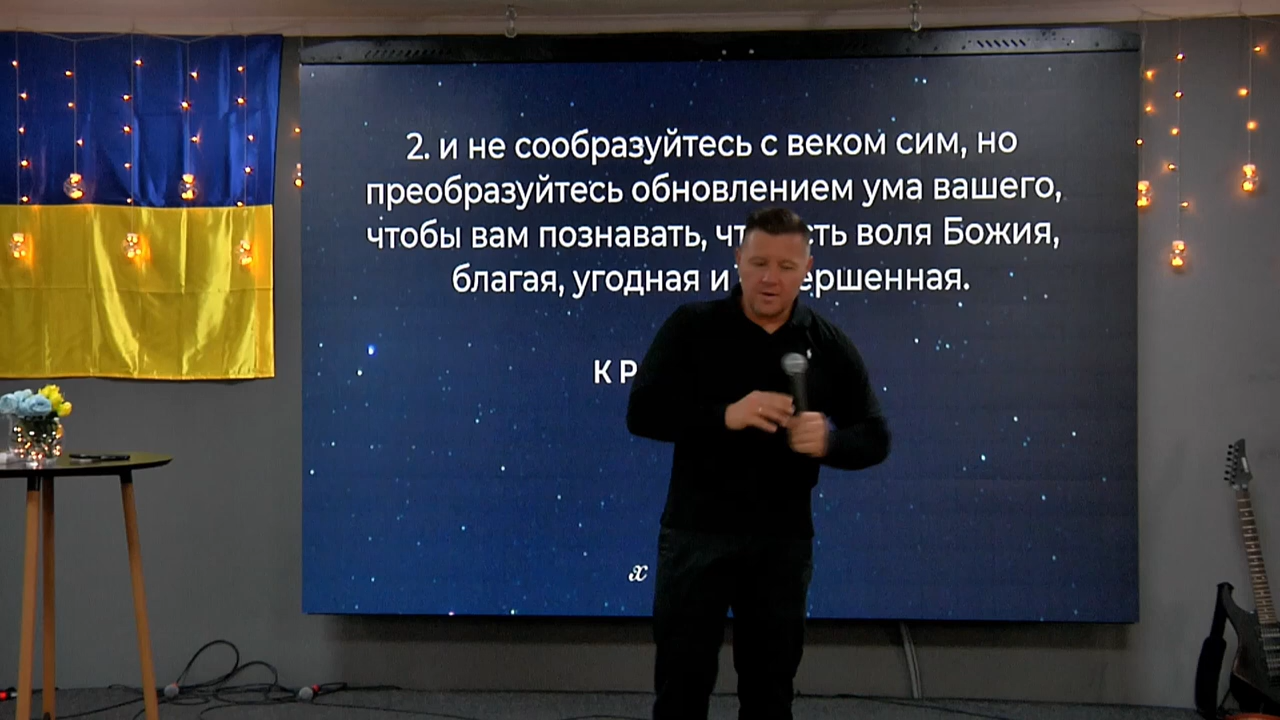 2. и не сообразуйтесь с веком сим, но
преобразуйтесь обновлением ума вашего,
чтобы вам познавать, воля Божия,
благая, угодная и